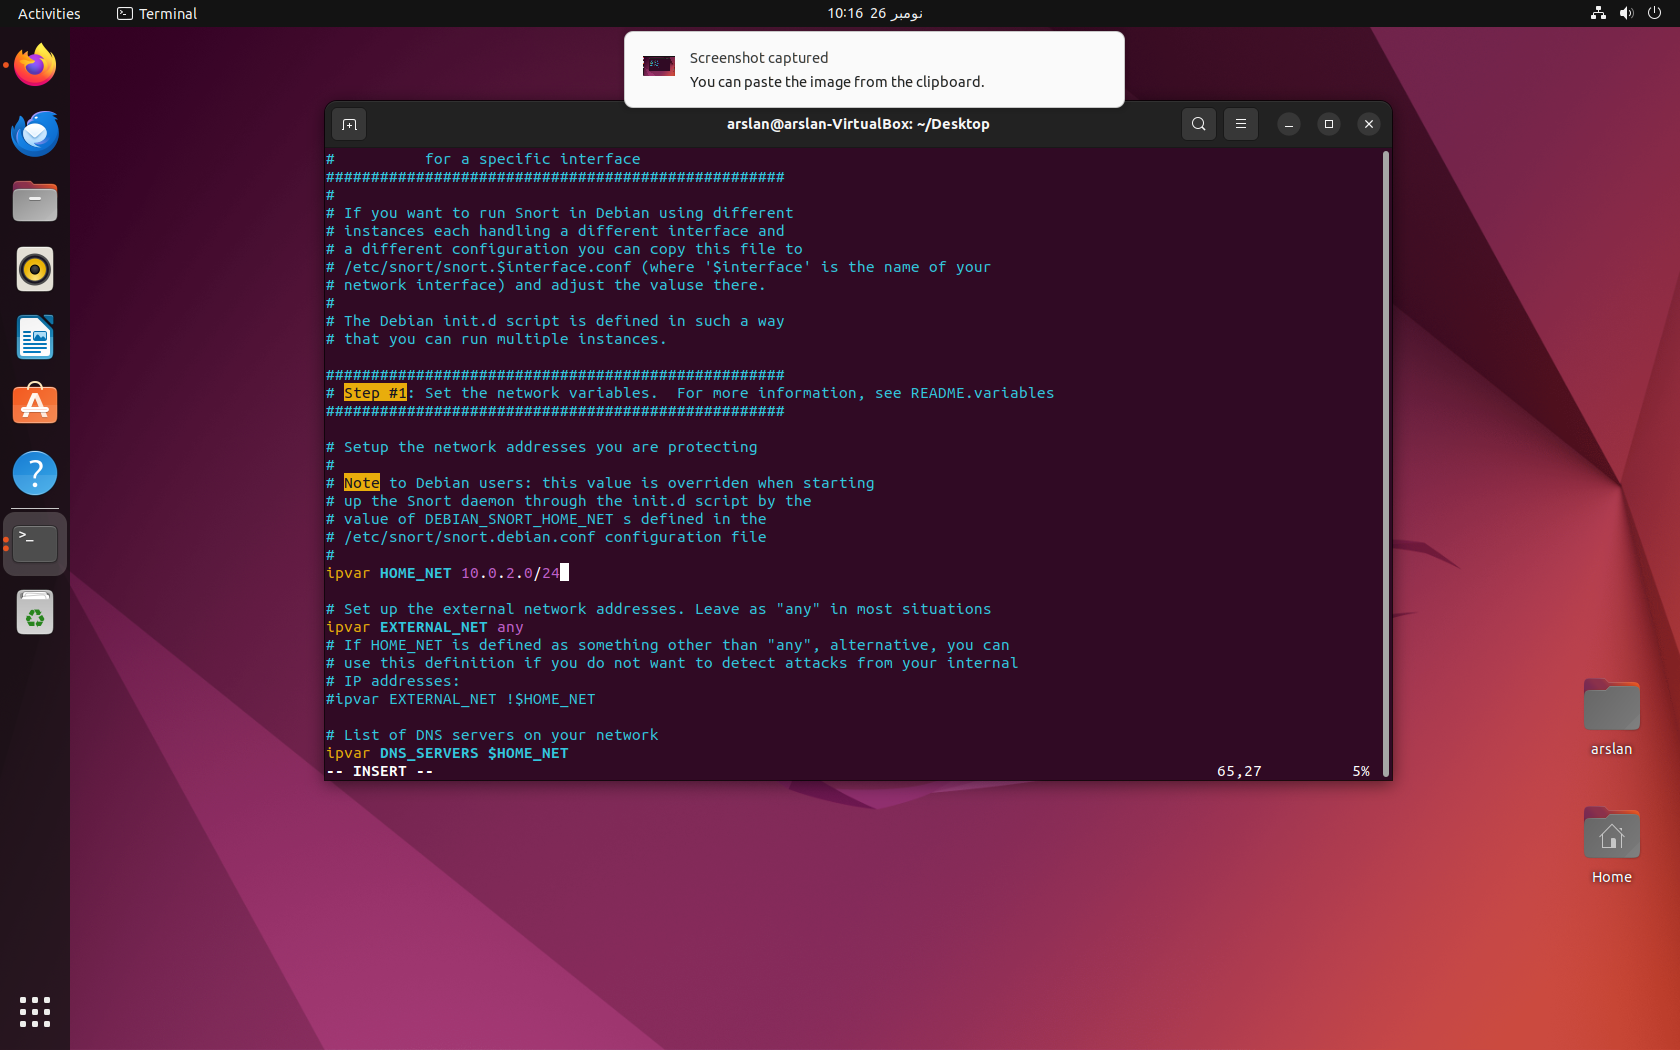 Activities
Terminal
10:16 26 نومبر
Screenshot captured
You can paste the image from the clipboard.
arslan@arslan-VirtualBox: ~/Desktop
#          for a specific interface
###################################################
#
# If you want to run Snort in Debian using different
# instances each handling a different interface and
# a different configuration you can copy this file to
# /etc/snort/snort.$interface.conf (where '$interface' is the name of your
# network interface) and adjust the valuse there.
#
# The Debian init.d script is defined in such a way
# that you can run multiple instances.
###################################################
# Step #1: Set the network variables.  For more information, see README.variables
###################################################
# Setup the network addresses you are protecting
#
# Note to Debian users: this value is overriden when starting
# up the Snort daemon through the init.d script by the
# value of DEBIAN_SNORT_HOME_NET s defined in the
# /etc/snort/snort.debian.conf configuration file
#
ipvar HOME_NET 10.0.2.0/24
# Set up the external network addresses. Leave as "any" in most situations
ipvar EXTERNAL_NET any
# If HOME_NET is defined as something other than "any", alternative, you can
# use this definition if you do not want to detect attacks from your internal
# IP addresses:
#ipvar EXTERNAL_NET !$HOME_NET
# List of DNS servers on your network
ipvar DNS_SERVERS $HOME_NET
-- INSERT --
65,27
5%
arslan
Home